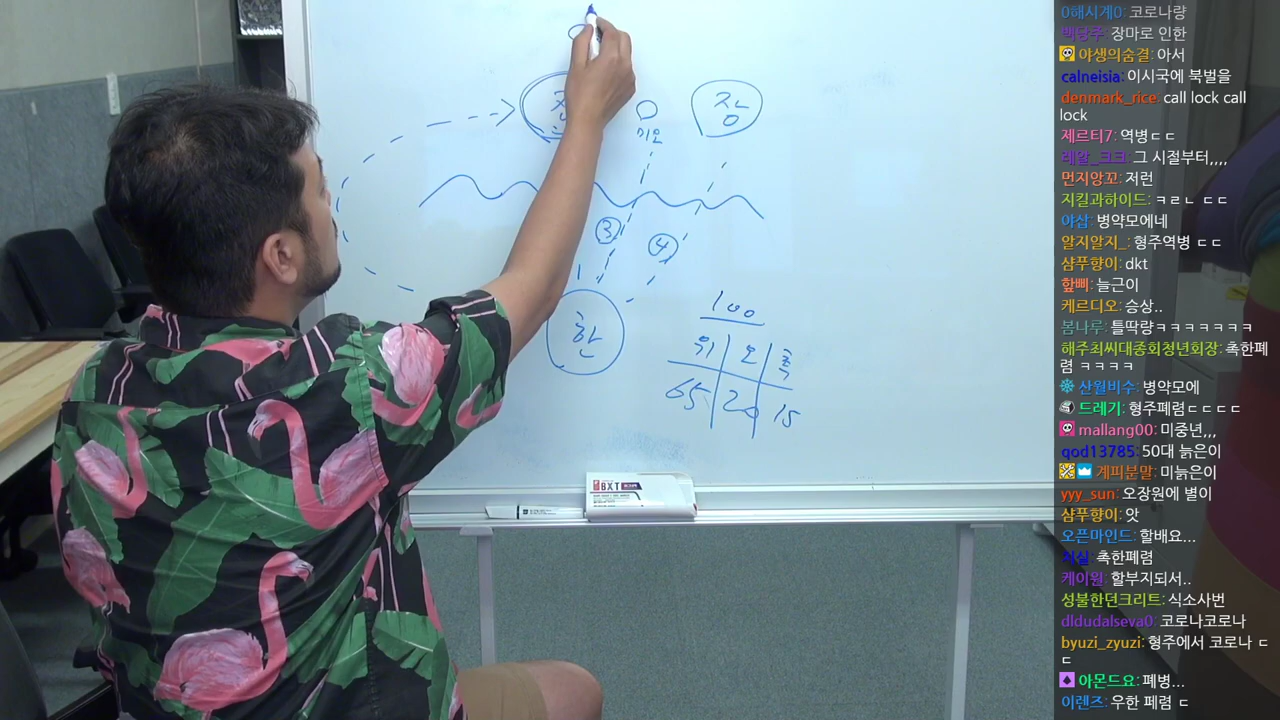 장
미오
③
④
한
100
위 오 촉
65 20 15
BXT
0해시계0: 코로나량
백당수: 장마로 인한
야생의숨결: 아서
calneisia: 이시국에 북벌을
denmark_rice: call lock call
lock
제르티7: 역병ㄷㄷ
레알_크크: 그 시절부터,,,,
먼지앙꼬: 저런
지킬과하이드: ㅋㄹㄴ ㄷㄷ
야삽: 병약모에네
알지알지_: 형주역병 ㄷㄷ
샴푸향이: dkt
핲삐: 늘근이
케르디오: 승상..
봄나루: 틀딱량ㅋㅋㅋㅋㅋㅋㅋ
해주최씨대종회청년회장: 촉한폐
렴 ㅋㅋㅋㅋ
산월비수: 병약모에
드레기: 형주폐렴ㄷㄷㄷㄷ
mallang00: 미중년,,,
qod13785: 50대 늙은이
계피분말: 미늙은이
yyy_sun: 오장원에 별이
샴푸향이: 앗
오픈마인드: 할배요...
시실: 촉한폐렴
케이원: 할부지되서..
성불한던크리트: 식소사번
dldudalseva0: 코로나코로나
byuzi_zyuzi: 형주에서 코로나 ㄷ
ㄷ
아몬드요: 폐병...
이렌즈: 우한 페렴 ㄷ